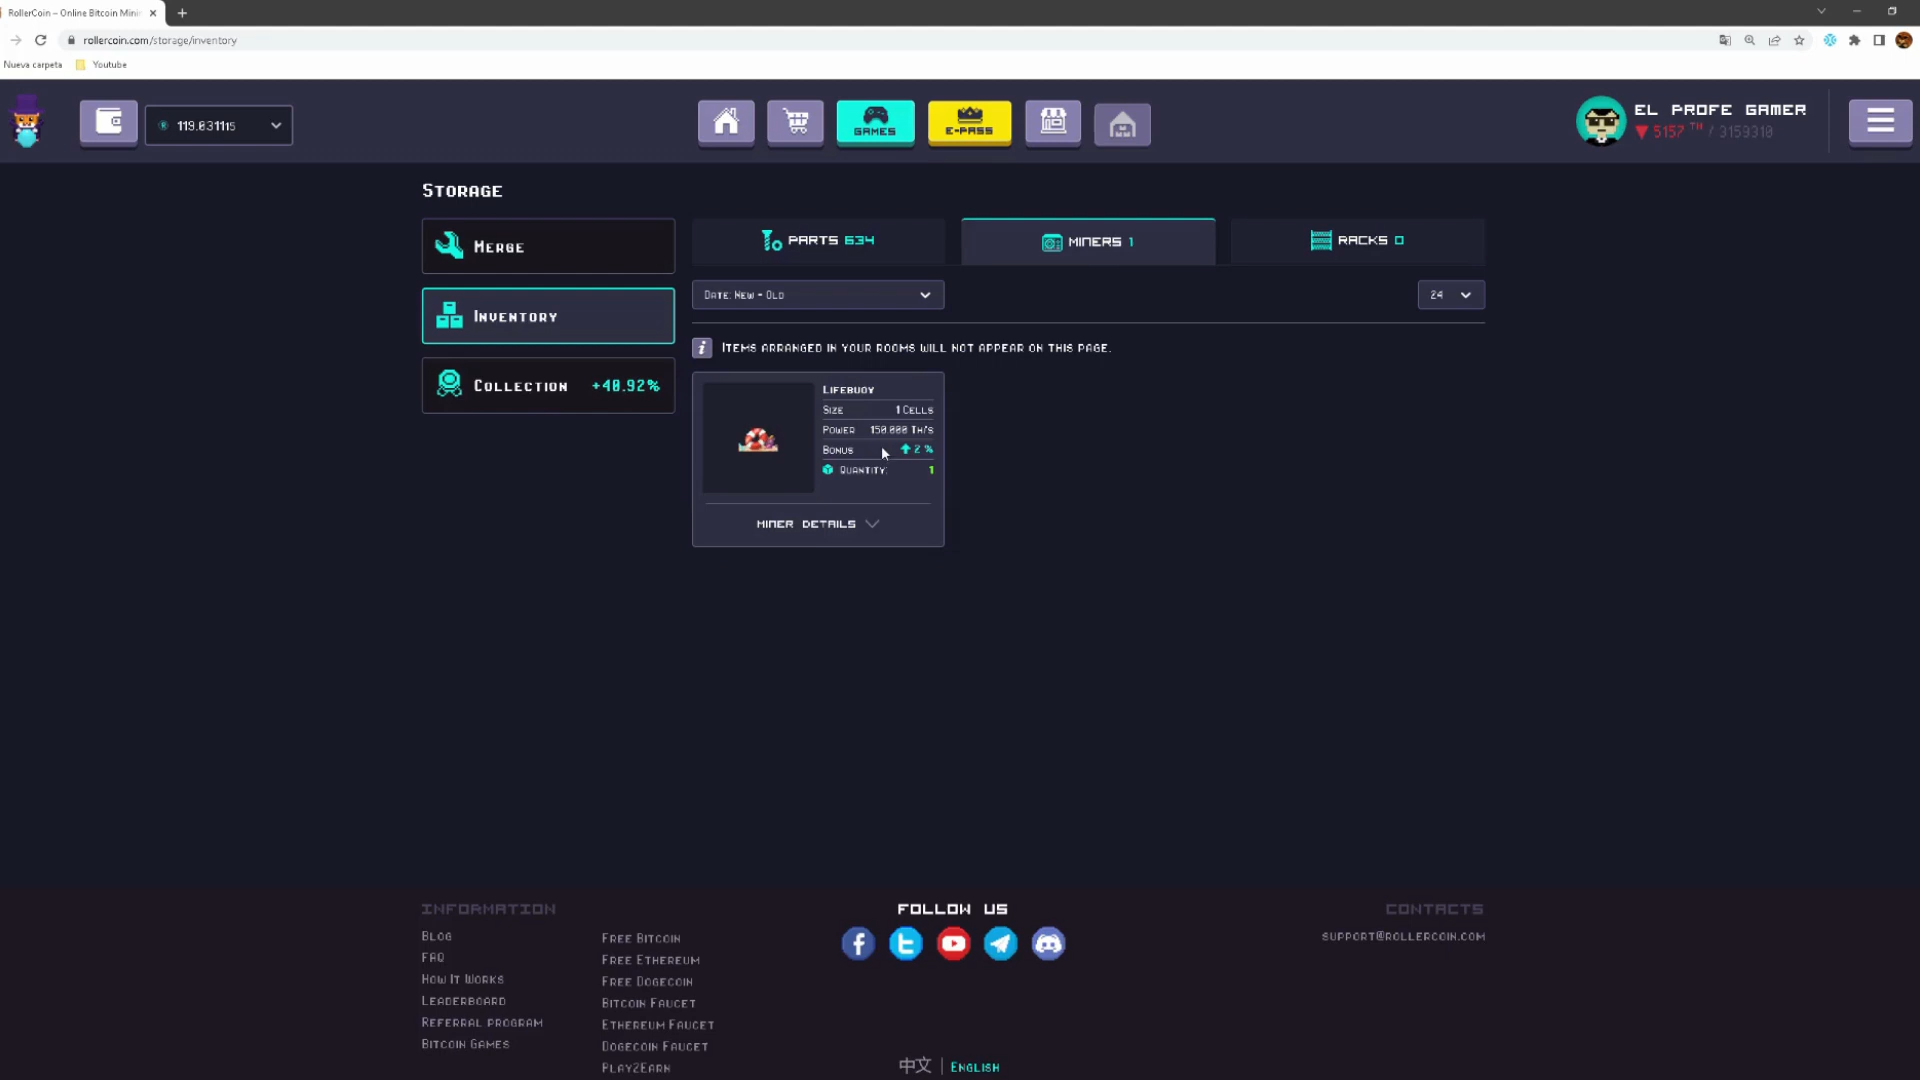 RollerCoin – Online Bitcoin Mini
rollercoin.com/storage/inventory
Nueva carpeta
Youtube
119.031115
GAMES
E-PASS
EL PROFE GAMER
5157 TH / 3159310
STORAGE
MERGE
PARTS 634
MINERS 1
RACKS 0
INVENTORY
DATE: NEW - OLD
24
ITEMS ARRANGED IN YOUR ROOMS WILL NOT APPEAR ON THIS PAGE.
COLLECTION +40.92%
LIFEBUOY
SIZE 1 CELLS
POWER 150.000 TH/S
BONUS 2 %
QUANTITY: 1
MINER DETAILS
INFORMATION
BLOG
FAQ
HOW IT WORKS
LEADERBOARD
REFERRAL PROGRAM
BITCOIN GAMES
FREE BITCOIN
FREE ETHEREUM
FREE DOGECOIN
BITCOIN FAUCET
ETHEREUM FAUCET
DOGECOIN FAUCET
PLAY2EARN
FOLLOW US
中文 | ENGLISH
CONTACTS
SUPPORT@ROLLERCOIN.COM